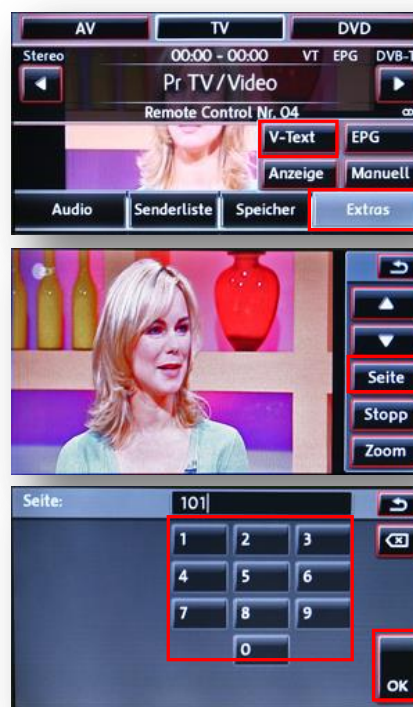 AV TV DVD
Stereo 00:00 - 00:00 VT EPG DVB-T
Pr TV/Video
Remote Control Nr. 04
V-Text EPG
Anzeige Manuell
Audio Senderliste Speicher Extras
Seite
Stopp
Zoom
Seite: 101
1 2 3
4 5 6
7 8 9
0
OK